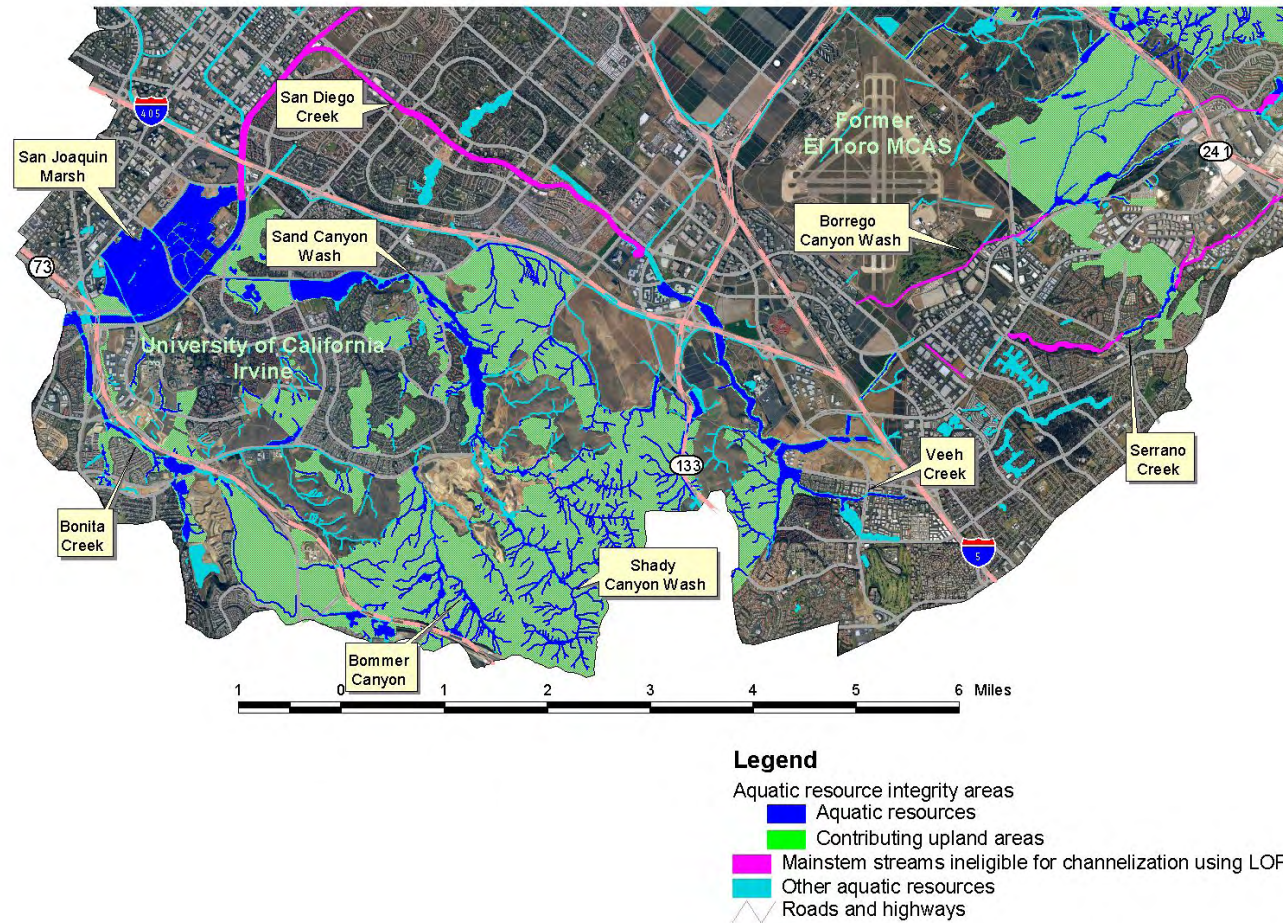 San Diego
Creek
405
Former
El Toro MCAS
241
San Joaquin
Marsh
Borrego
Canyon Wash
Sand Canyon
Wash
73
University of California
Irvine
133
Veeh
Creek
Serrano
Creek
Bonita
Creek
5
Shady
Canyon Wash
Bommer
Canyon
1 0 1 2 3 4 5 6 Miles
Legend
Aquatic resource integrity areas
Aquatic resources
Contributing upland areas
Mainstem streams ineligible for channelization using LOP
Other aquatic resources
Roads and highways